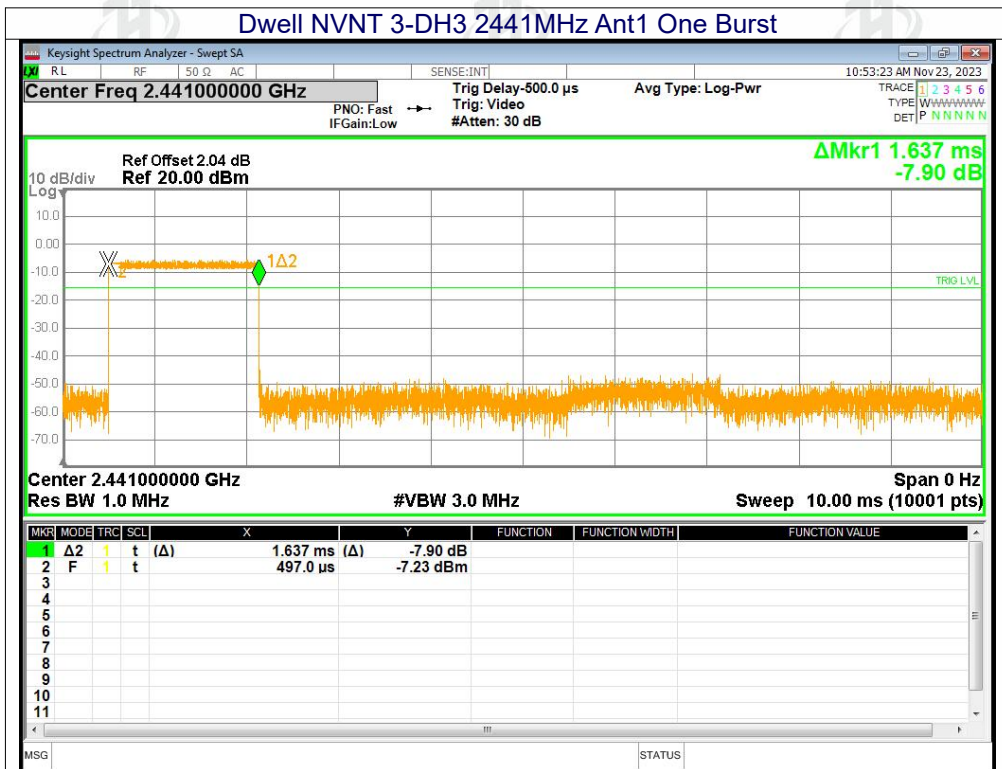 Dwell NVNT 3-DH3 2441MHz Ant1 One Burst
Keysight Spectrum Analyzer - Swept SA
LXI RL RF 50 Ω AC SENSE:INT 10:53:23 AM Nov 23, 2023
Center Freq 2.441000000 GHz Trig Delay-500.0 µs Avg Type: Log-Pwr TRACE 1 2 3 4 5 6
PNO: Fast Trig: Video TYPE WWWWWWW
IFGain:Low #Atten: 30 dB DET P N N N N N
ΔMkr1 1.637 ms
-7.90 dB
Ref Offset 2.04 dB
10 dB/div Ref 20.00 dBm
Log
10.0
0.00
-10.0
-20.0
-30.0
-40.0
-50.0
-60.0
-70.0
2
1Δ2
TRIG LVL
Center 2.441000000 GHz Span 0 Hz
Res BW 1.0 MHz #VBW 3.0 MHz Sweep 10.00 ms (10001 pts)
MKR MODE TRC SCL X Y FUNCTION FUNCTION WIDTH FUNCTION VALUE
1 Δ2 1 t (Δ) 1.637 ms (Δ) -7.90 dB
2 F 1 t 497.0 µs -7.23 dBm
3
4
5
6
7
8
9
10
11
MSG STATUS